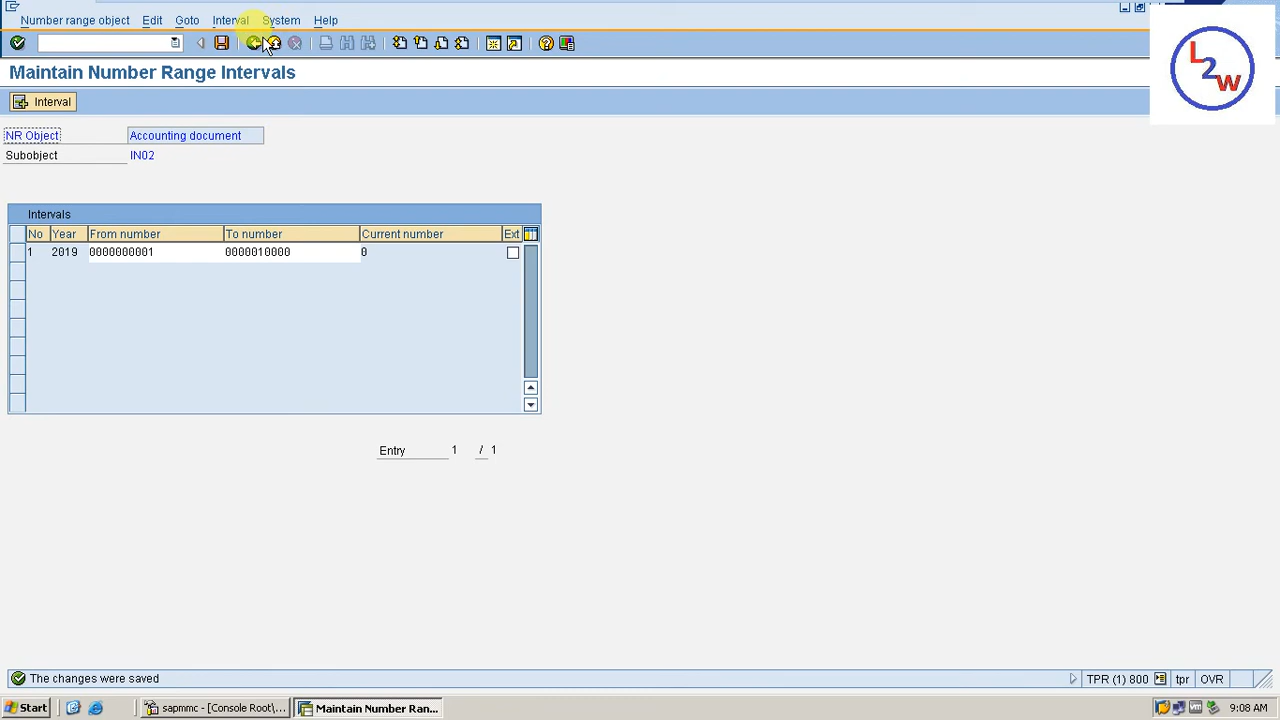 Number range object Edit Goto Interval System Help
Maintain Number Range Intervals
L2W
Interval
NR Object Accounting document
Subobject IN02
Intervals
No Year From number To number Current number Ext
1 2019 0000000001 0000010000 0
Entry 1 / 1
The changes were saved
TPR (1) 800 tpr OVR
Start sapmmc - [Console Root\... Maintain Number Ran... 9:08 AM